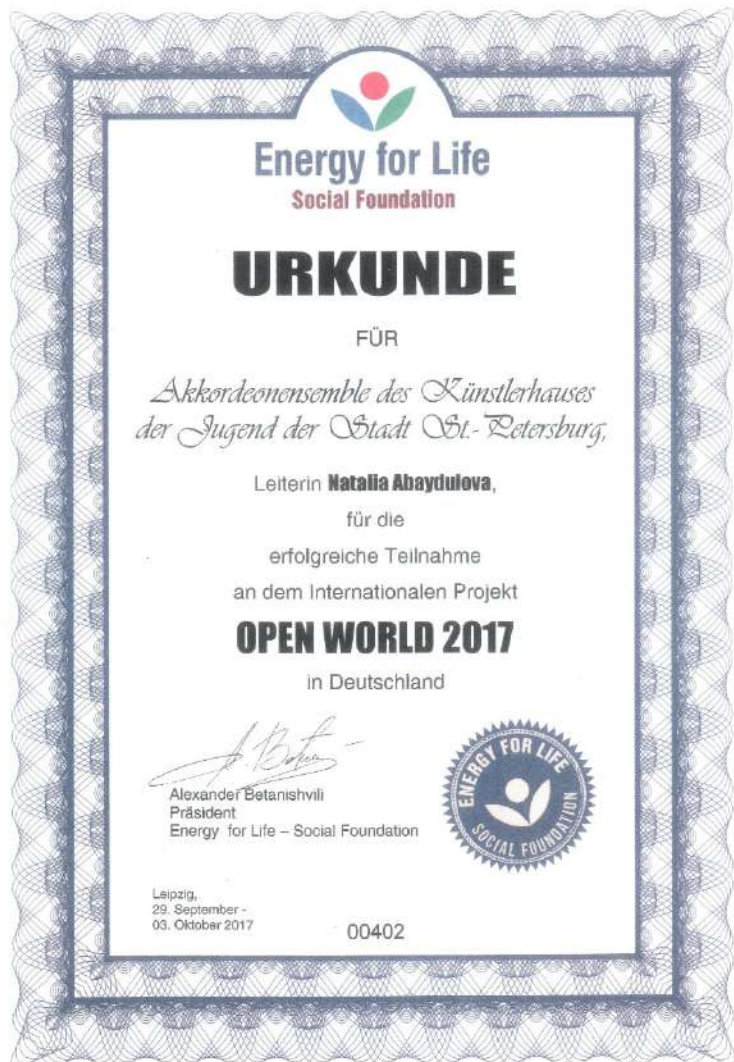 Energy for Life
Social Foundation
URKUNDE
FÜR
Akkordeonensemble des Künstlerhauses
der Jugend der Stadt St.-Petersburg,
Leiterin Natalia Abaydulova,
für die
erfolgreiche Teilnahme
an dem Internationalen Projekt
OPEN WORLD 2017
in Deutschland
Alexander Betanishvili
Präsident
Energy for Life – Social Foundation
ENERGY FOR LIFE
SOCIAL FOUNDATION
Leipzig,
29. September -
03. Oktober 2017
00402